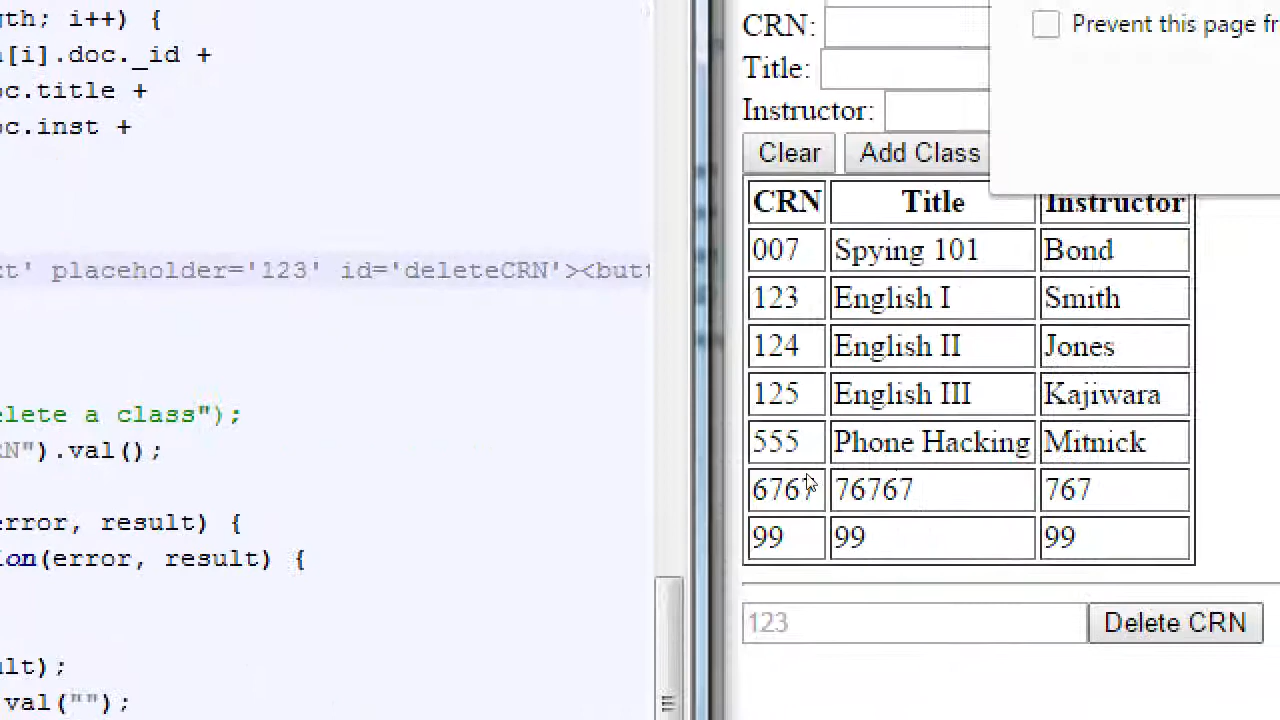 gth; i++) {
[i].doc._id +
oc.title +
oc.inst +
xt' placeholder='123' id='deleteCRN'><butt
elete a class");
RN").val();
error, result) {
ion(error, result) {
ult);
.val("");
CRN:
Title:
Instructor:
Clear Add Class
Prevent this page fr
CRN Title Instructor
007 Spying 101 Bond
123 English I Smith
124 English II Jones
125 English III Kajiwara
555 Phone Hacking Mitnick
6767 76767 767
99 99 99
123 Delete CRN